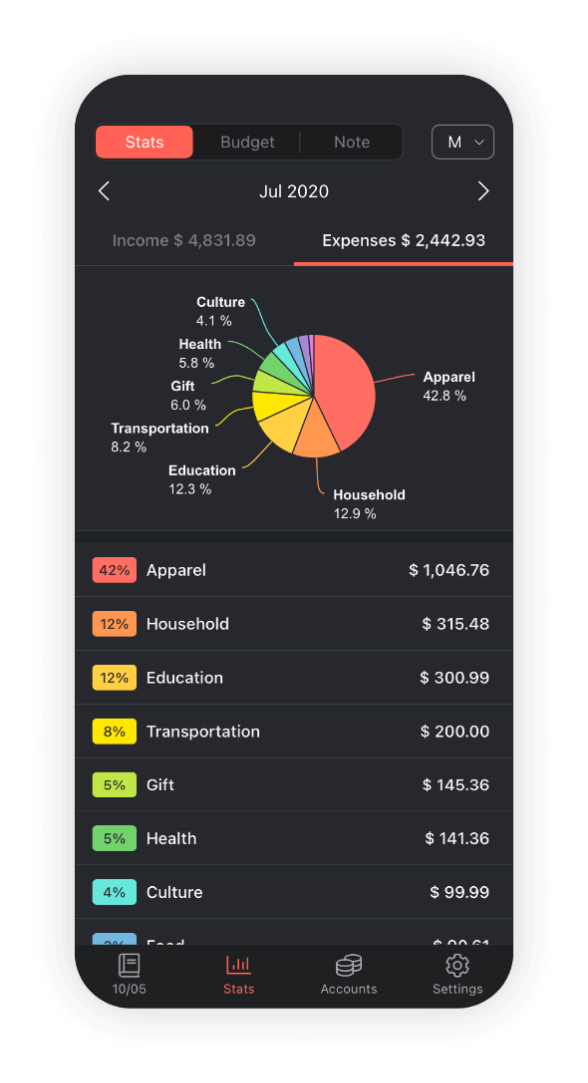 Stats Budget Note M
Jul 2020
Income $ 4,831.89 Expenses $ 2,442.93
Culture
4.1 %
Health
5.8 %
Apparel
42.8 %
Gift
6.0 %
Transportation
8.2 %
Education
12.3 %
Household
12.9 %
42% Apparel $ 1,046.76
12% Household $ 315.48
12% Education $ 300.99
8% Transportation $ 200.00
5% Gift $ 145.36
5% Health $ 141.36
4% Culture $ 99.99
Food
10/05 Stats Accounts Settings